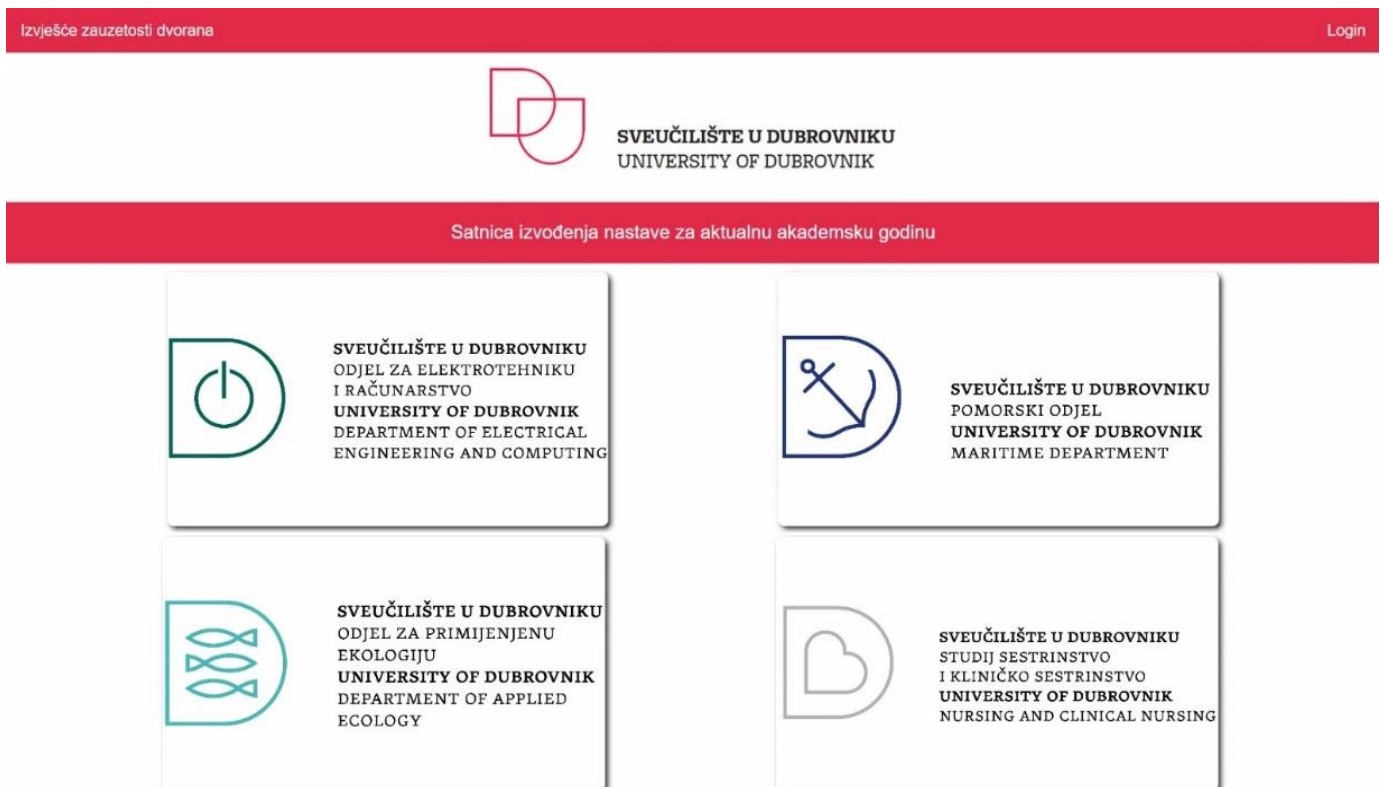 Izvješće zauzetosti dvorana
Login
SVEUČILIŠTE U DUBROVNIKU
UNIVERSITY OF DUBROVNIK
Satnica izvođenja nastave za aktualnu akademsku godinu
SVEUČILIŠTE U DUBROVNIKU
ODJEL ZA ELEKTROTEHNIKU
I RAČUNARSTVO
UNIVERSITY OF DUBROVNIK
DEPARTMENT OF ELECTRICAL
ENGINEERING AND COMPUTING
SVEUČILIŠTE U DUBROVNIKU
POMORSKI ODJEL
UNIVERSITY OF DUBROVNIK
MARITIME DEPARTMENT
SVEUČILIŠTE U DUBROVNIKU
ODJEL ZA PRIMIJENJENU
EKOLOGIJU
UNIVERSITY OF DUBROVNIK
DEPARTMENT OF APPLIED
ECOLOGY
SVEUČILIŠTE U DUBROVNIKU
STUDIJ SESTRINSTVO
I KLINIČKO SESTRINSTVO
UNIVERSITY OF DUBROVNIK
NURSING AND CLINICAL NURSING